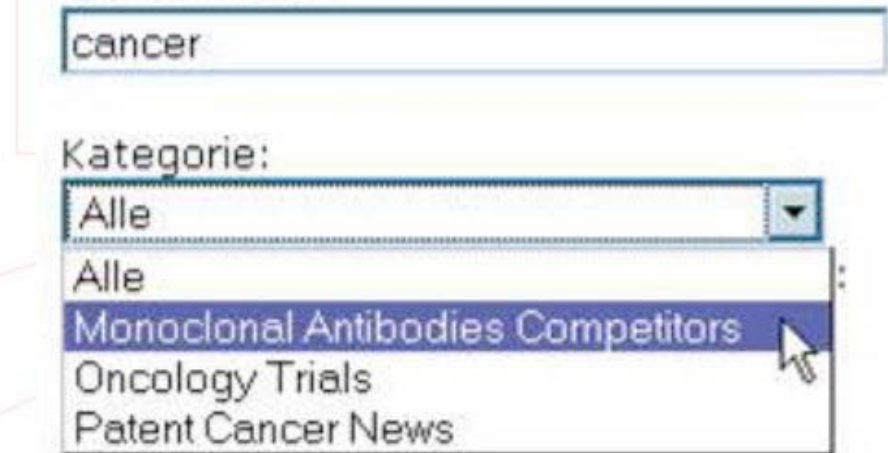 cancer
Kategorie:
Alle
Alle
:
Monoclonal Antibodies Competitors
Oncology Trials
Patent Cancer News